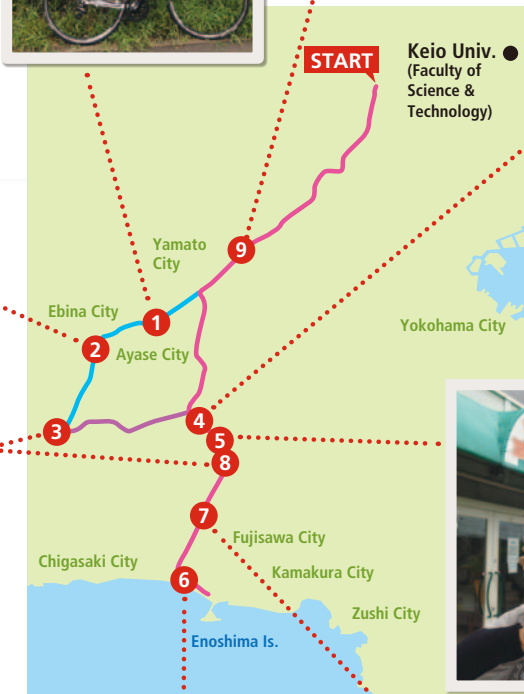 START
Keio Univ.
(Faculty of
Science &
Technology)
9
Yamato
City
Ebina City
1
Yokohama City
2
Ayase City
4
3
5
8
7
Fujisawa City
Chigasaki City
Kamakura City
6
Zushi City
Enoshima Is.